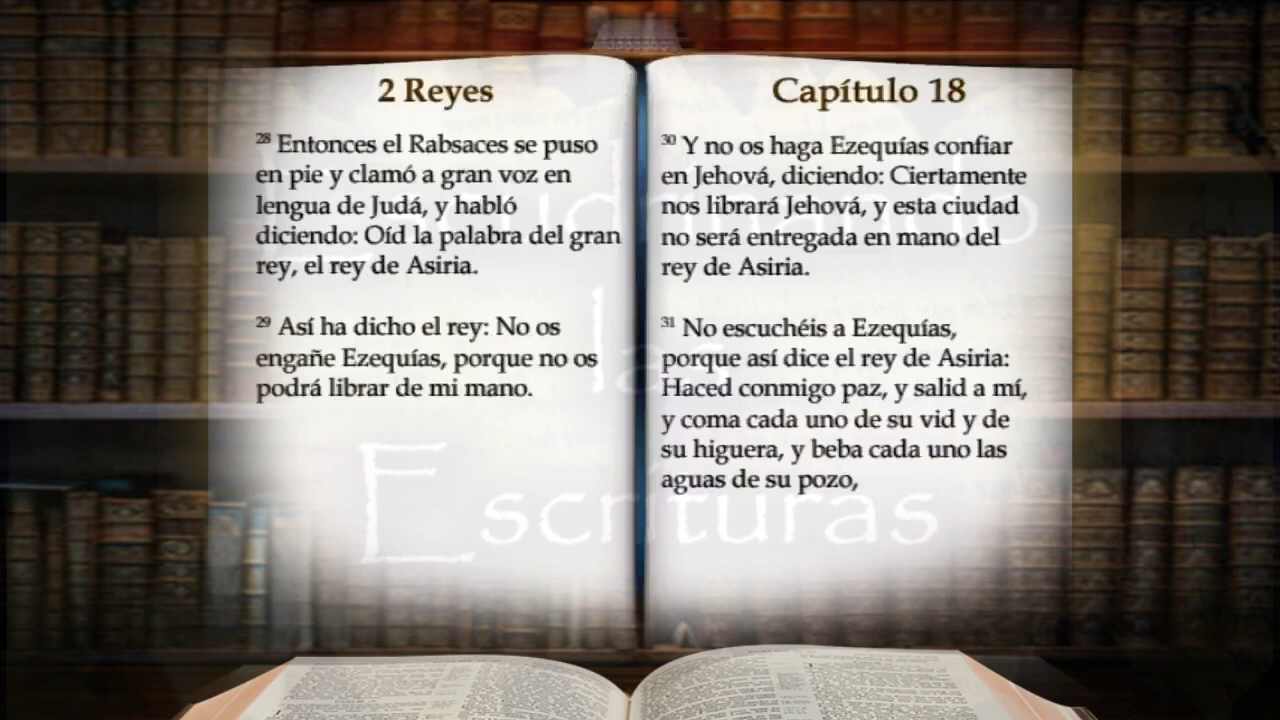 2 Reyes
28 Entonces el Rabsaces se puso
en pie y clamó a gran voz en
lengua de Judá, y habló
diciendo: Oíd la palabra del gran
rey, el rey de Asiria.
29 Así ha dicho el rey: No os
engañe Ezequías, porque no os
podrá librar de mi mano.
Capítulo 18
30 Y no os haga Ezequías confiar
en Jehová, diciendo: Ciertamente
nos librará Jehová, y esta ciudad
no será entregada en mano del
rey de Asiria.
31 No escuchéis a Ezequías,
porque así dice el rey de Asiria:
Haced conmigo paz, y salid a mí,
y coma cada uno de su vid y de
su higuera, y beba cada uno las
aguas de su pozo,
las
Escrituras